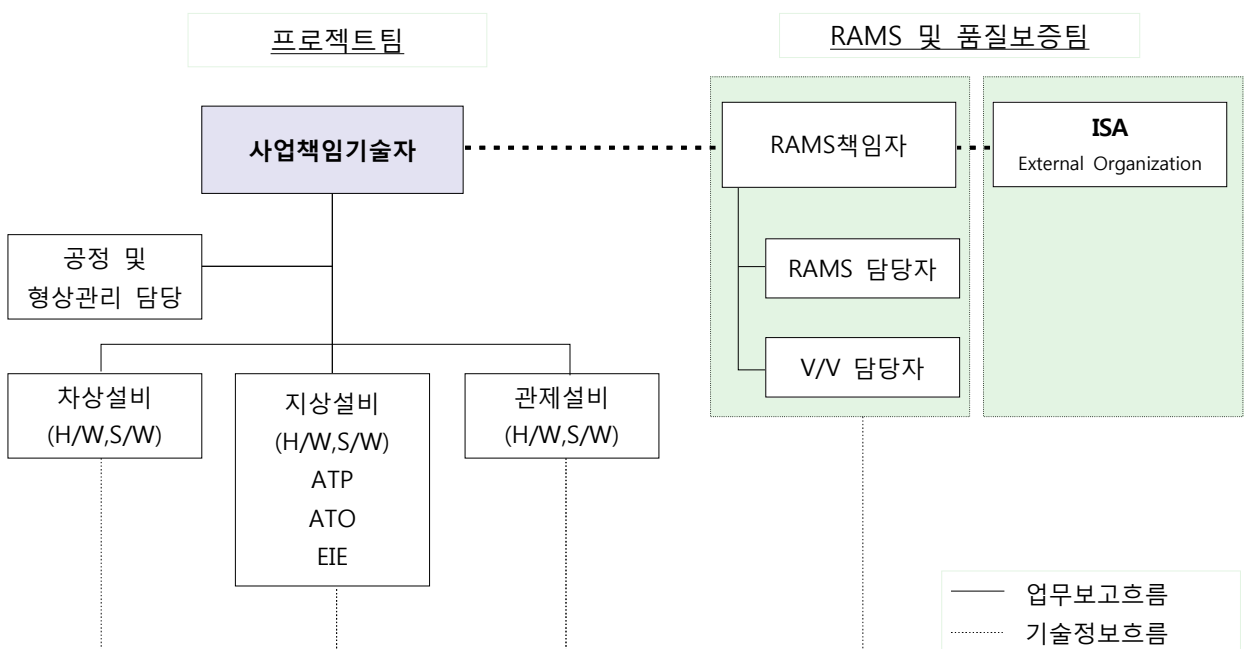 프로젝트팀
RAMS 및 품질보증팀
사업책임기술자
RAMS책임자
ISA
External Organization
공정 및
형상관리 담당
RAMS 담당자
V/V 담당자
차상설비
(H/W,S/W)
지상설비
(H/W,S/W)
ATP
ATO
EIE
관제설비
(H/W,S/W)
업무보고흐름
기술정보흐름